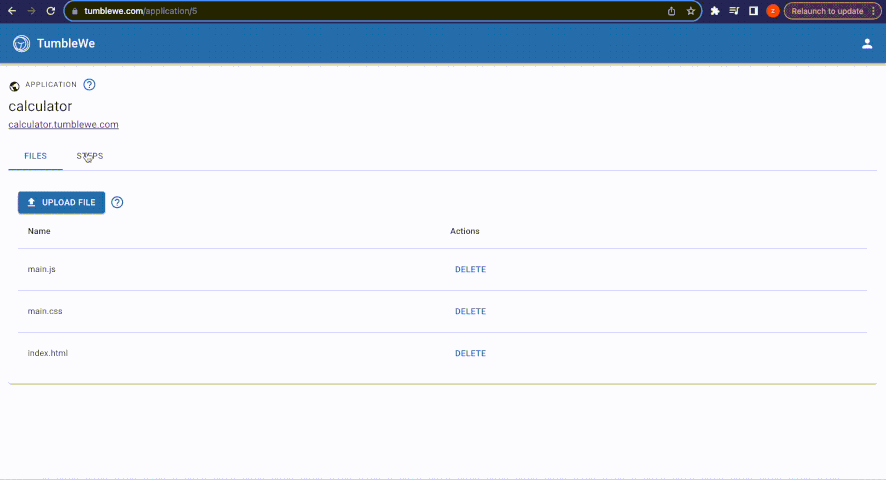 tumblewe.com/application/5
Relaunch to update
z
TumbleWe
APPLICATION
calculator
calculator.tumblewe.com
FILES STEPS
UPLOAD FILE
Name Actions
main.js DELETE
main.css DELETE
index.html DELETE